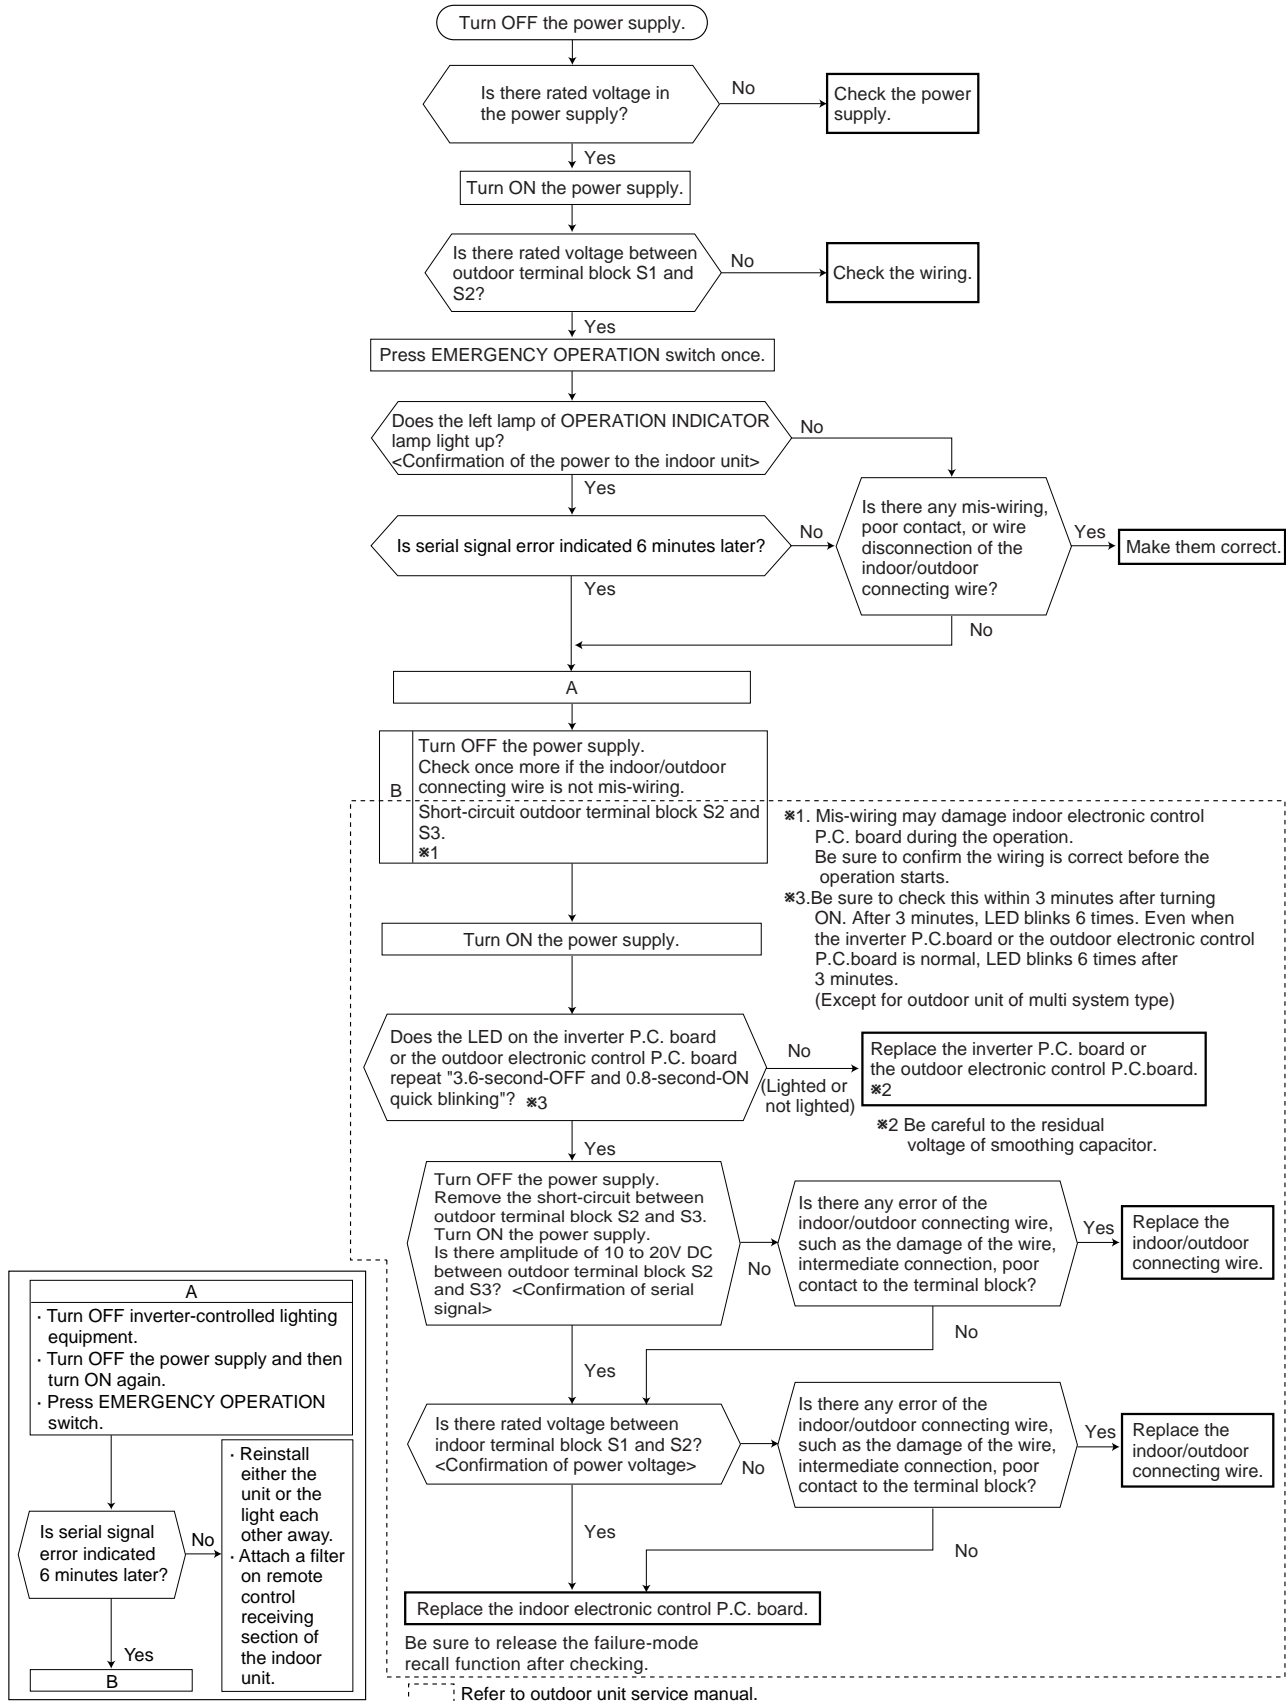 Turn OFF the power supply.
Is there rated voltage in
the power supply?
No
Check the power
supply.
Yes
Turn ON the power supply.
Is there rated voltage between
outdoor terminal block S1 and
S2?
No
Check the wiring.
Yes
Press EMERGENCY OPERATION switch once.
Does the left lamp of OPERATION INDICATOR
lamp light up?
<Confirmation of the power to the indoor unit>
No
Yes
Is serial signal error indicated 6 minutes later?
No
Is there any mis-wiring,
poor contact, or wire
disconnection of the
indoor/outdoor
connecting wire?
Yes
Make them correct.
Yes
No
A
B
Turn OFF the power supply.
Check once more if the indoor/outdoor
connecting wire is not mis-wiring.
Short-circuit outdoor terminal block S2 and
S3.
※1
※1. Mis-wiring may damage indoor electronic control
P.C. board during the operation.
Be sure to confirm the wiring is correct before the
operation starts.
※3.Be sure to check this within 3 minutes after turning
ON. After 3 minutes, LED blinks 6 times. Even when
the inverter P.C.board or the outdoor electronic control
P.C.board is normal, LED blinks 6 times after
3 minutes.
(Except for outdoor unit of multi system type)
Turn ON the power supply.
Does the LED on the inverter P.C. board
or the outdoor electronic control P.C. board
repeat "3.6-second-OFF and 0.8-second-ON
quick blinking"? ※3
No
(Lighted or
not lighted)
Replace the inverter P.C. board or
the outdoor electronic control P.C.board.
※2
※2 Be careful to the residual
voltage of smoothing capacitor.
Yes
Turn OFF the power supply.
Remove the short-circuit between
outdoor terminal block S2 and S3.
Turn ON the power supply.
Is there amplitude of 10 to 20V DC
between outdoor terminal block S2
and S3? <Confirmation of serial
signal>
No
Is there any error of the
indoor/outdoor connecting wire,
such as the damage of the wire,
intermediate connection, poor
contact to the terminal block?
Yes
Replace the
indoor/outdoor
connecting wire.
No
Yes
Is there rated voltage between
indoor terminal block S1 and S2?
<Confirmation of power voltage>
No
Is there any error of the
indoor/outdoor connecting wire,
such as the damage of the wire,
intermediate connection, poor
contact to the terminal block?
Yes
Replace the
indoor/outdoor
connecting wire.
Yes
No
Replace the indoor electronic control P.C. board.
Be sure to release the failure-mode
recall function after checking.
Refer to outdoor unit service manual.
A
· Turn OFF inverter-controlled lighting
equipment.
· Turn OFF the power supply and then
turn ON again.
· Press EMERGENCY OPERATION
switch.
Is serial signal
error indicated
6 minutes later?
No
· Reinstall
either the
unit or the
light each
other away.
· Attach a filter
on remote
control
receiving
section of
the indoor
unit.
Yes
B